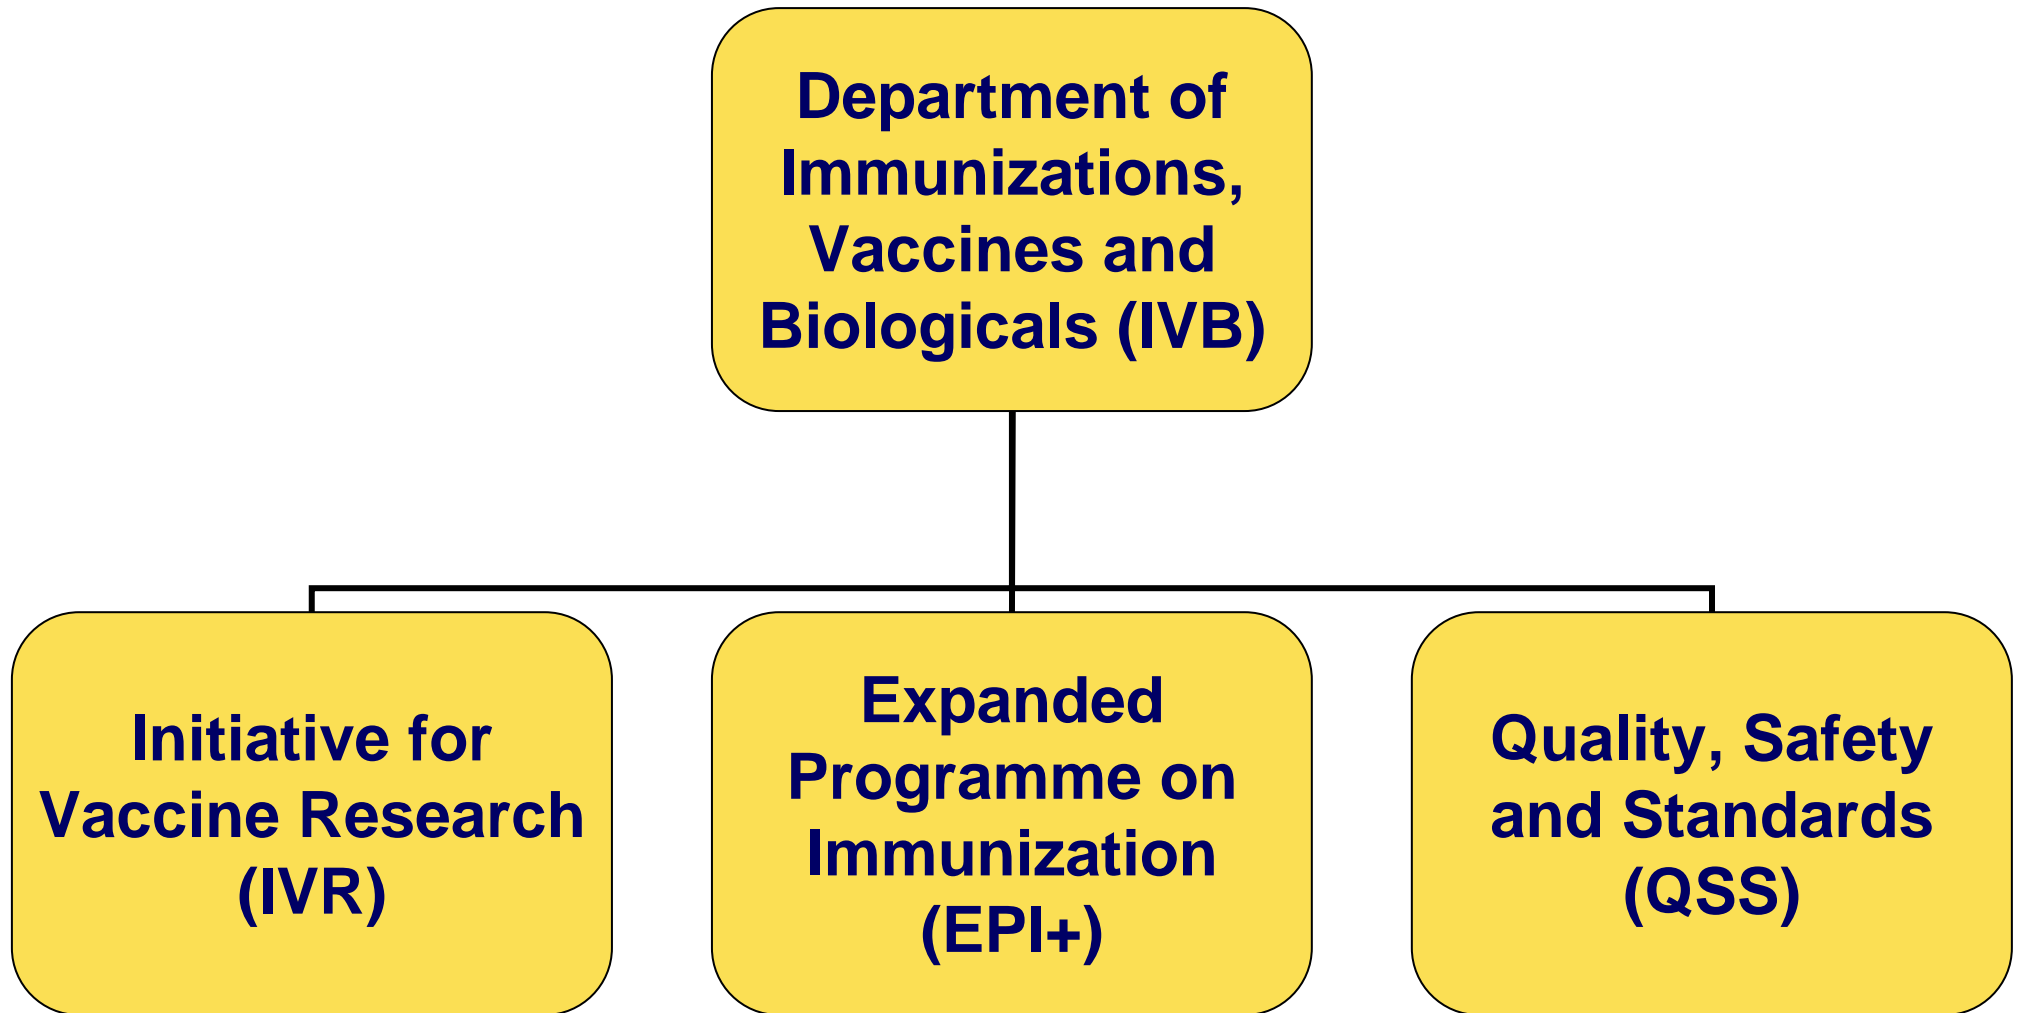 Department of
Immunizations,
Vaccines and
Biologicals (IVB)
Initiative for
Vaccine Research
(IVR)
Expanded
Programme on
Immunization
(EPI+)
Quality, Safety
and Standards
(QSS)